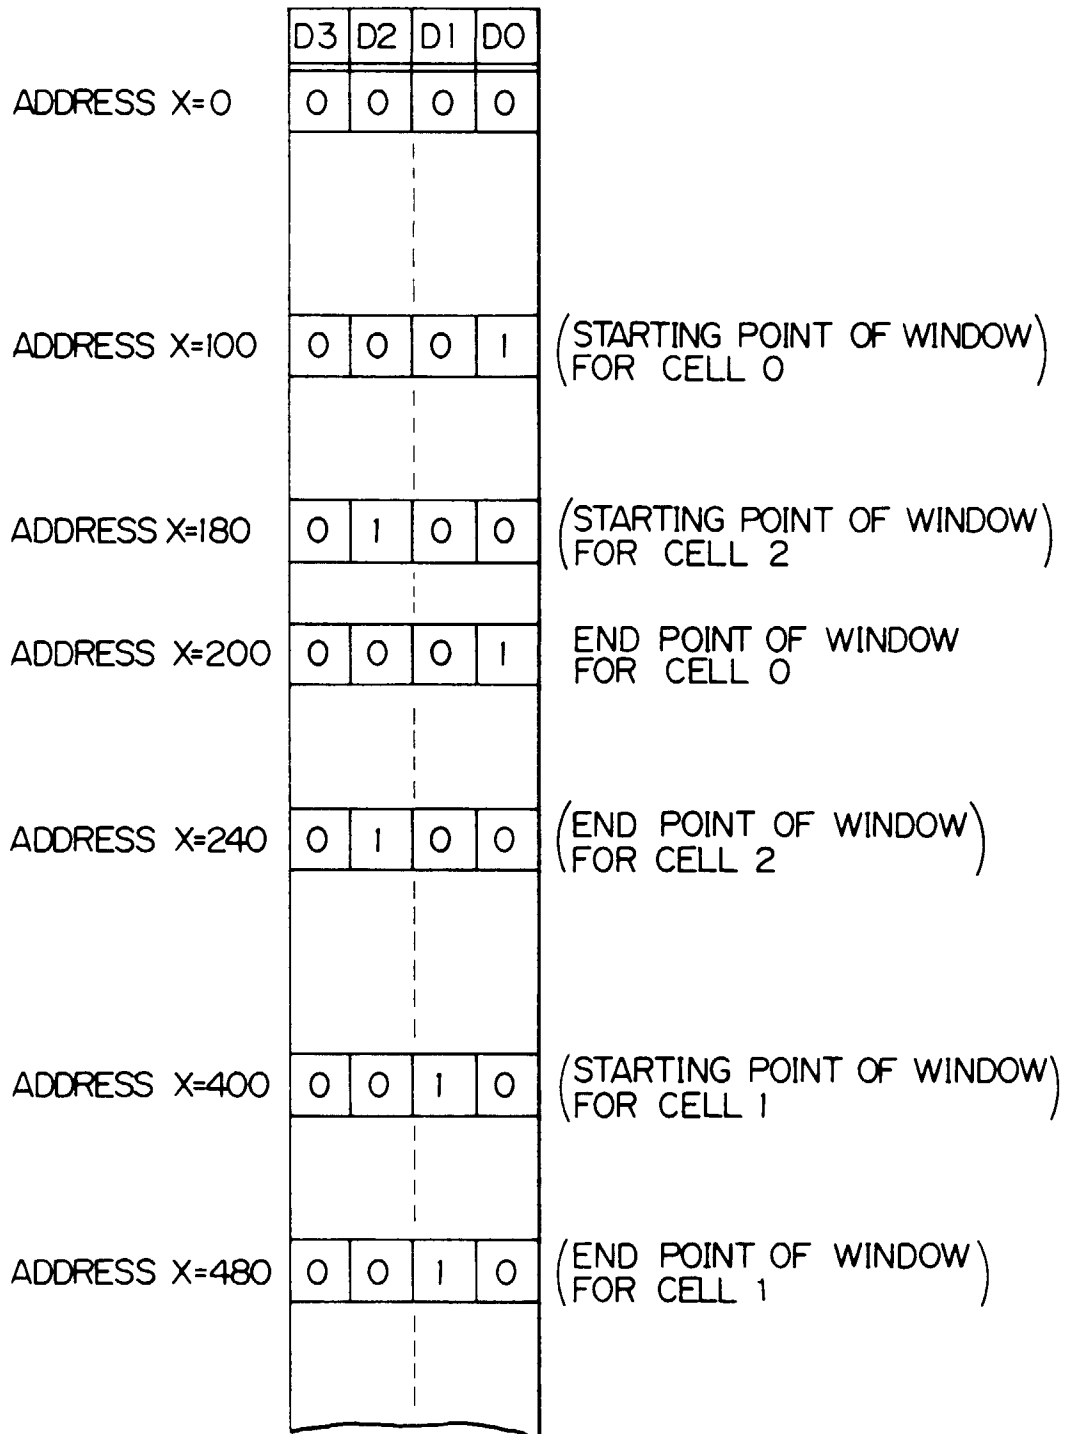 D3 D2 D1 D0
ADDRESS X=0 0 0 0 0
ADDRESS X=100 0 0 0 1 (STARTING POINT OF WINDOW
FOR CELL 0)
ADDRESS X=180 0 1 0 0 (STARTING POINT OF WINDOW
FOR CELL 2)
ADDRESS X=200 0 0 0 1 END POINT OF WINDOW
FOR CELL 0
ADDRESS X=240 0 1 0 0 (END POINT OF WINDOW
FOR CELL 2)
ADDRESS X=400 0 0 1 0 (STARTING POINT OF WINDOW
FOR CELL 1)
ADDRESS X=480 0 0 1 0 (END POINT OF WINDOW
FOR CELL 1)